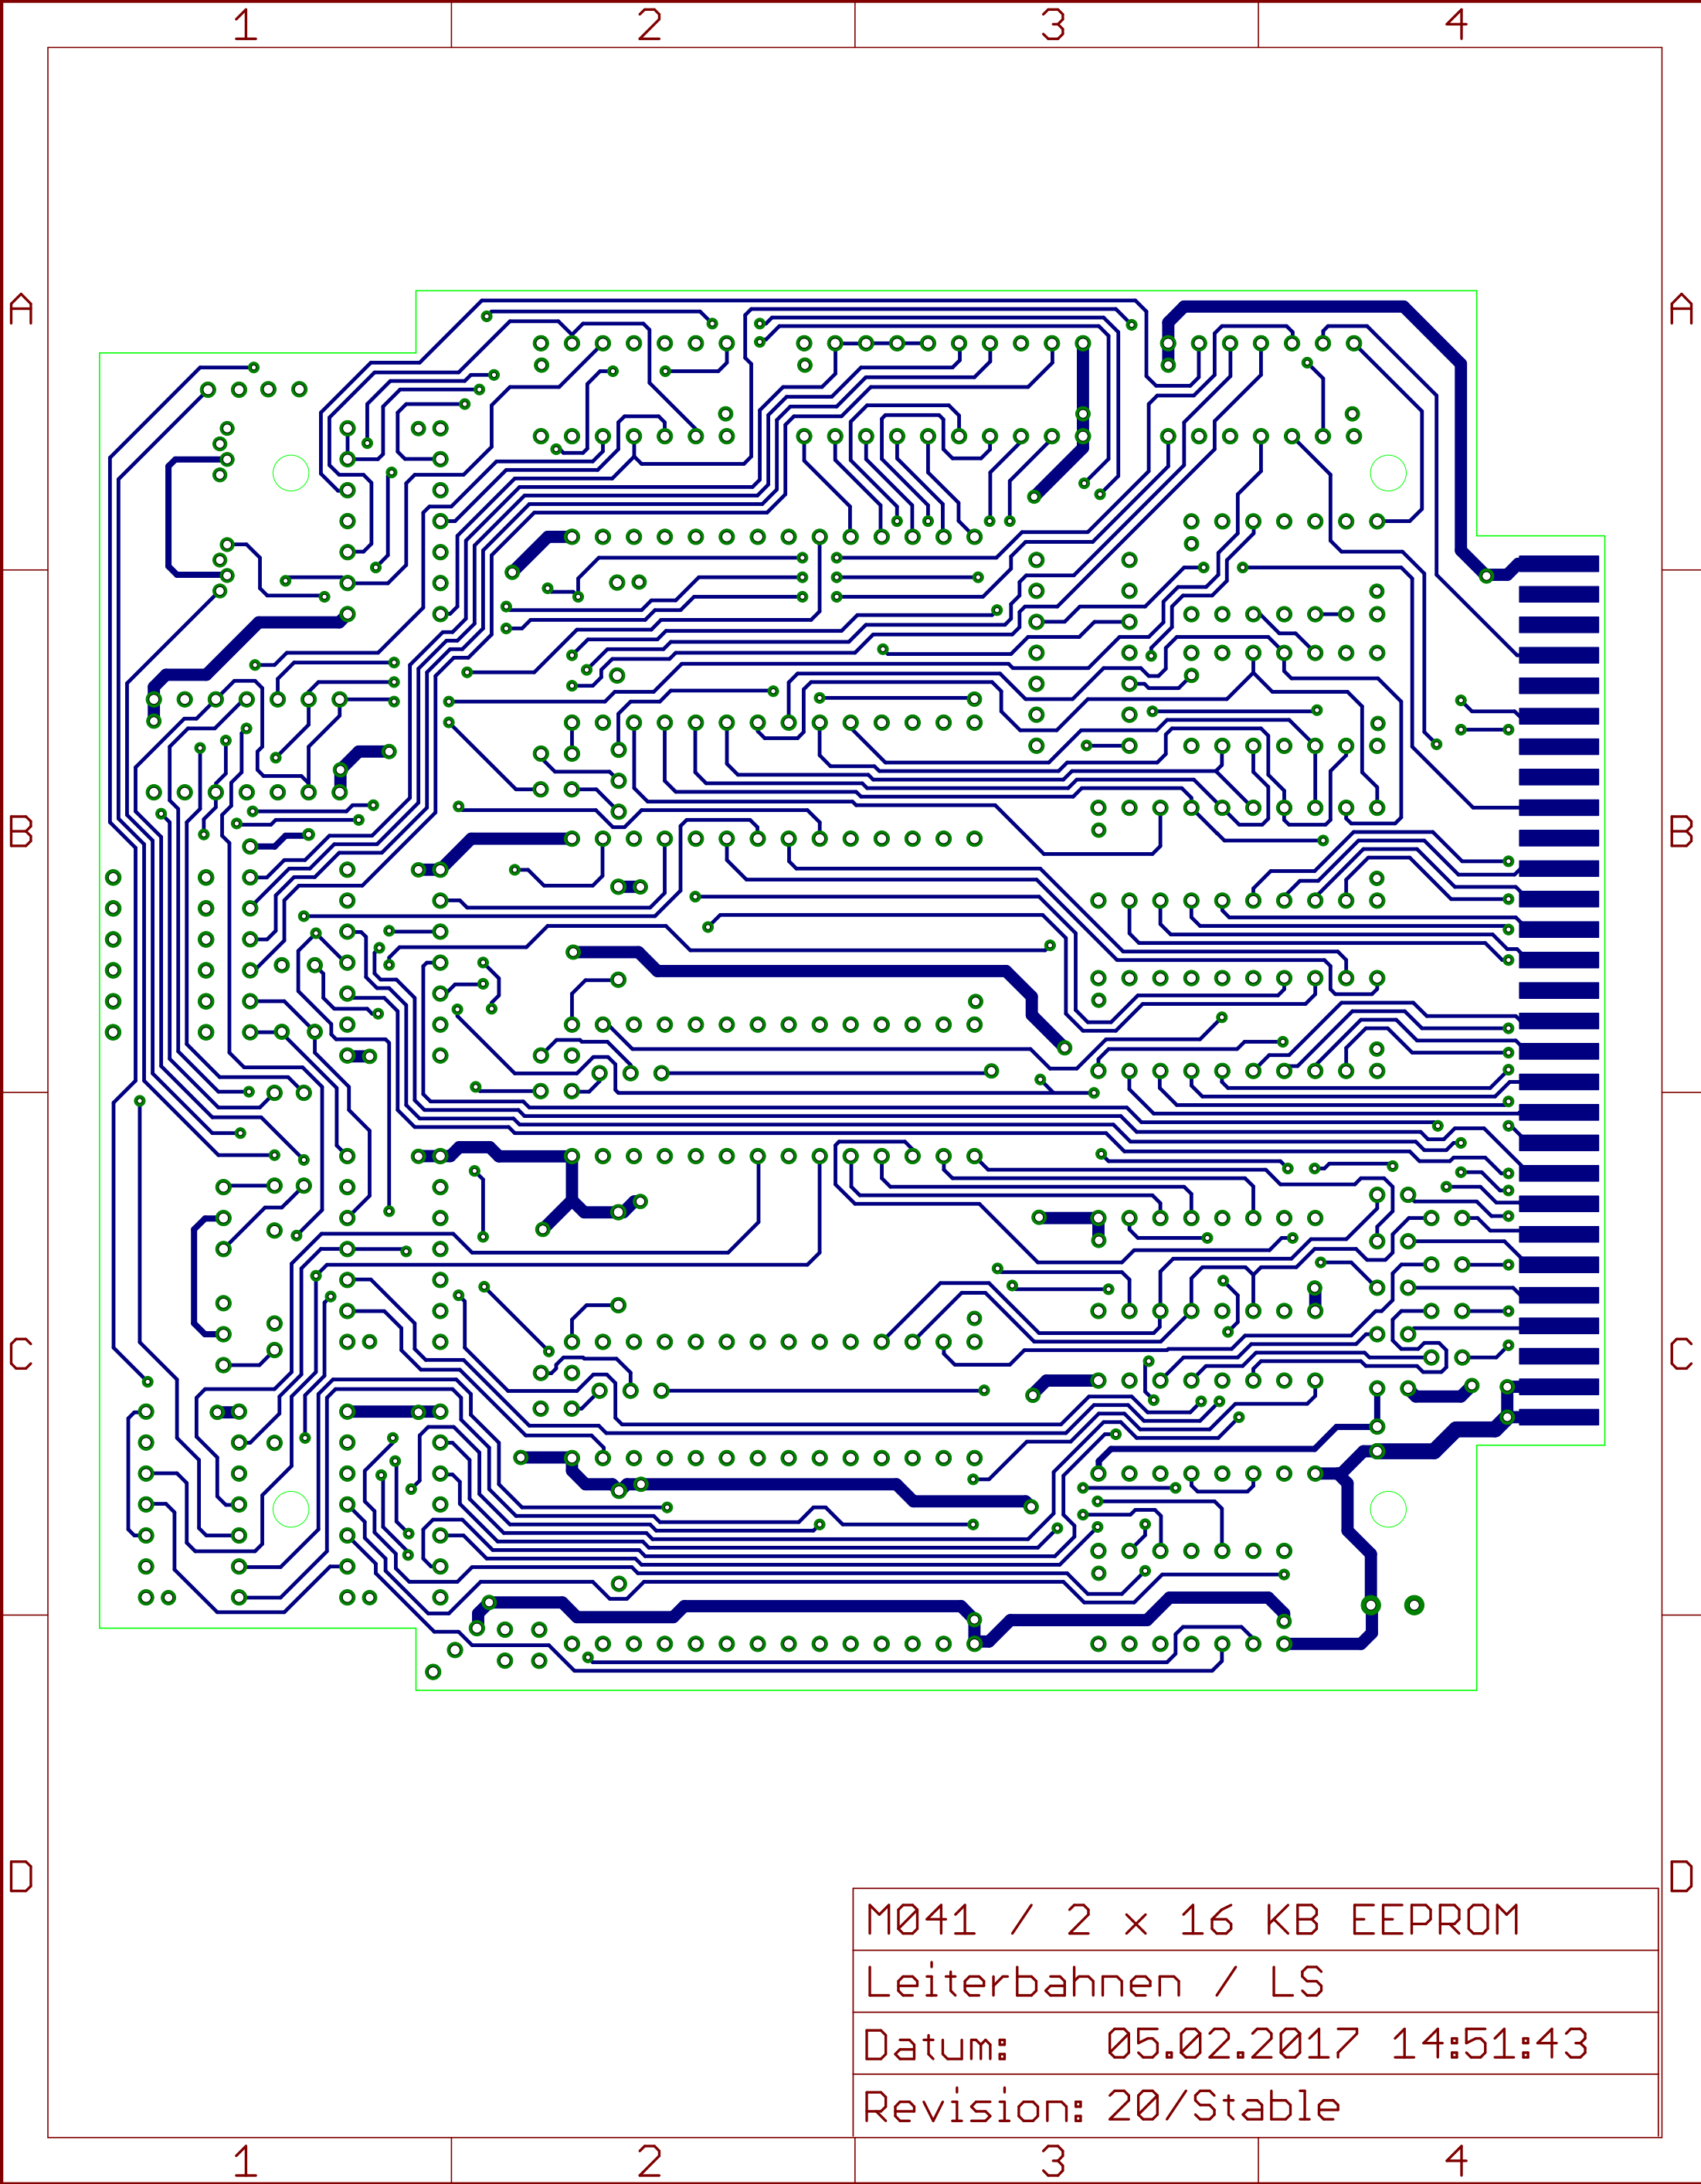 1 2 3 4
A A
B B
C C
D D
M041 / 2 x 16 KB EEPROM
Leiterbahnen / LS
Datum: 05.02.2017 14:51:43
Revision: 20/Stable
1 2 3 4